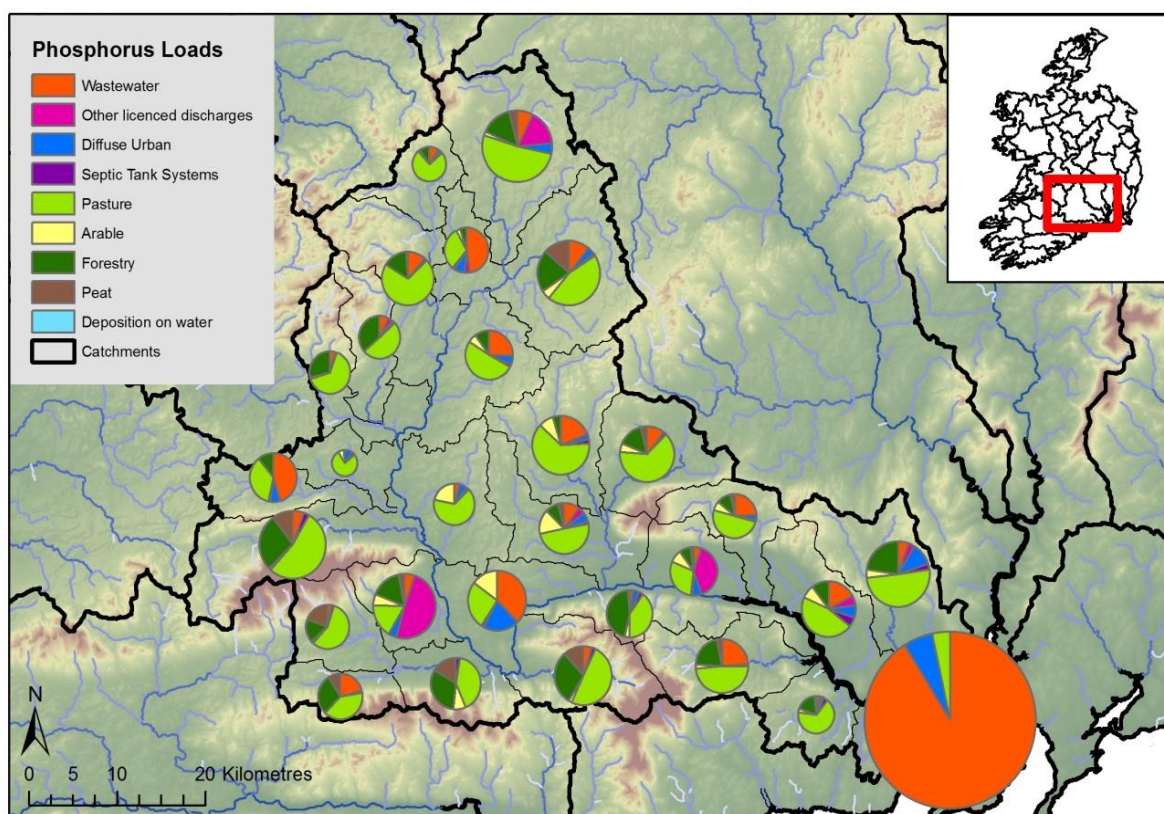 Phosphorus Loads
Wastewater
Other licenced discharges
Diffuse Urban
Septic Tank Systems
Pasture
Arable
Forestry
Peat
Deposition on water
Catchments
N
0 5 10 20 Kilometres